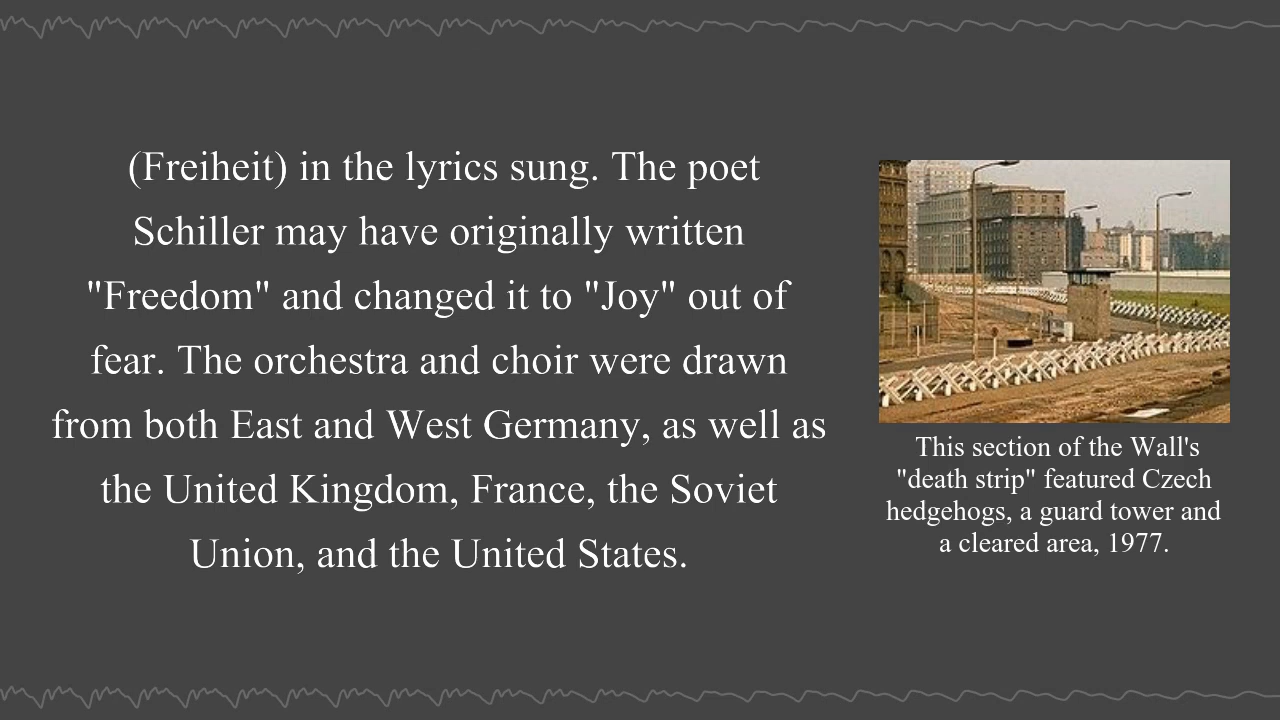 (Freiheit) in the lyrics sung. The poet
Schiller may have originally written
"Freedom" and changed it to "Joy" out of
fear. The orchestra and choir were drawn
from both East and West Germany, as well as
the United Kingdom, France, the Soviet
Union, and the United States.
This section of the Wall's
"death strip" featured Czech
hedgehogs, a guard tower and
a cleared area, 1977.